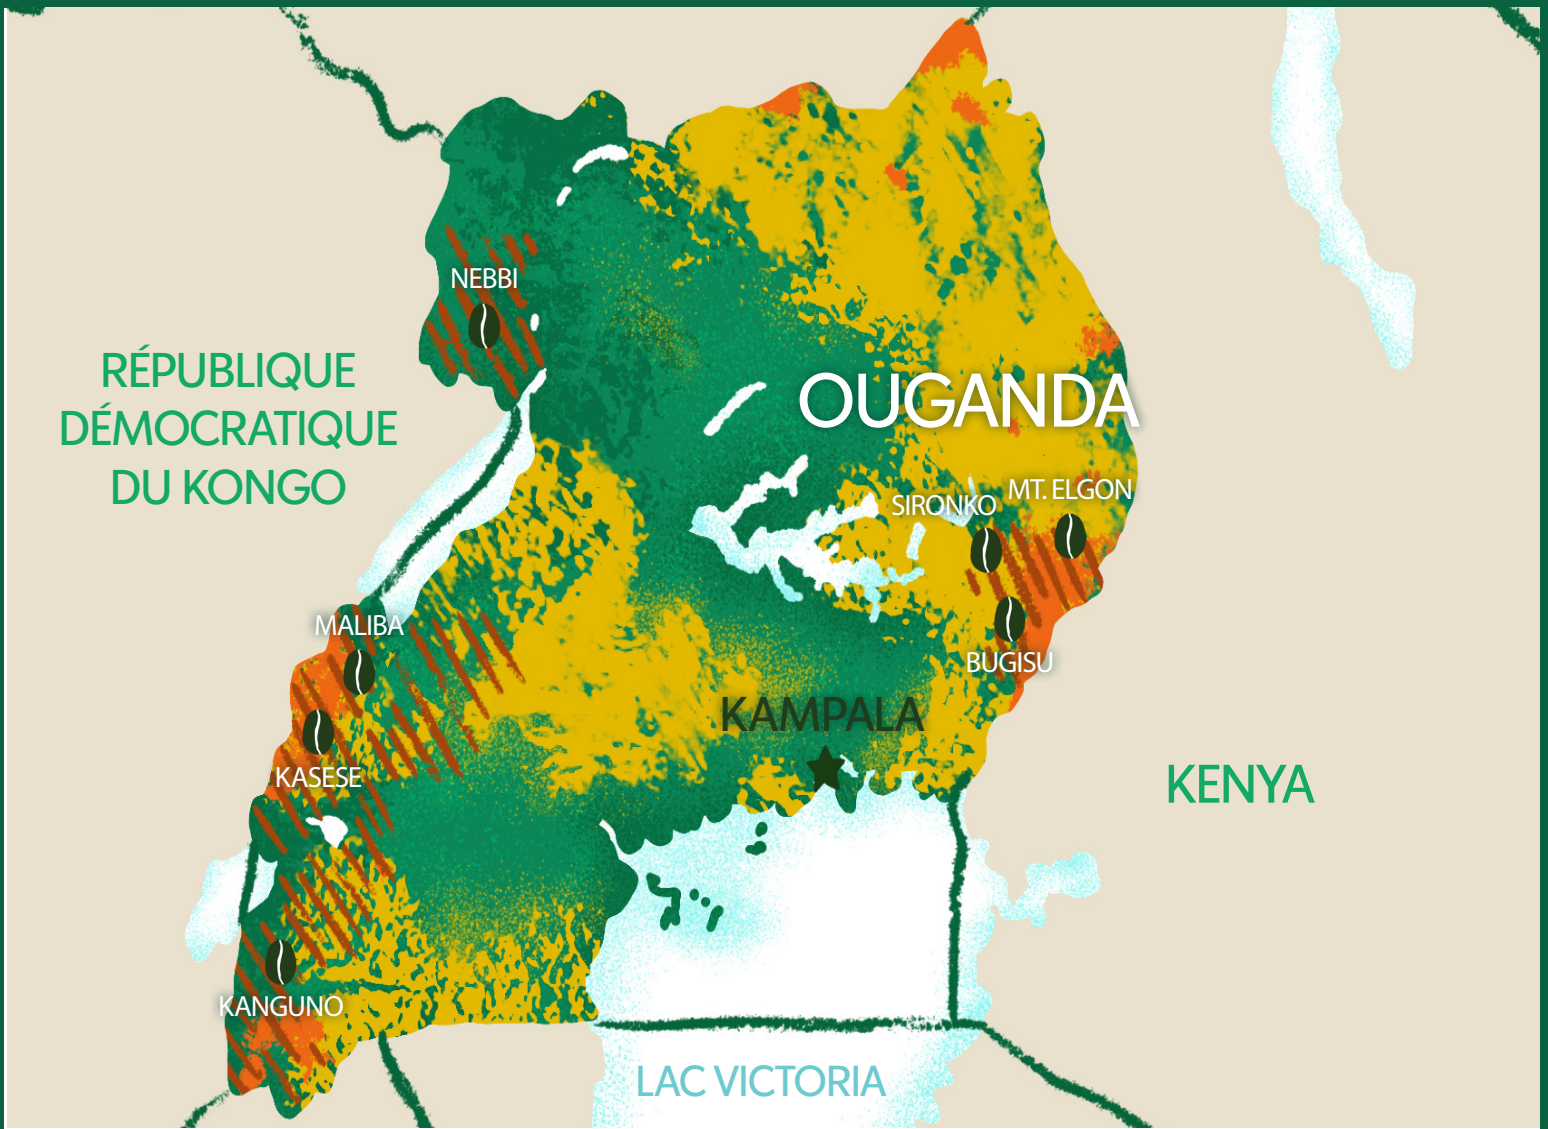 NEBBI
RÉPUBLIQUE
DÉMOCRATIQUE
DU KONGO
OUGANDA
SIRONKO
MT. ELGON
MALIBA
BUGISU
KAMPALA
KASESE
KENYA
KANGUNO
LAC VICTORIA